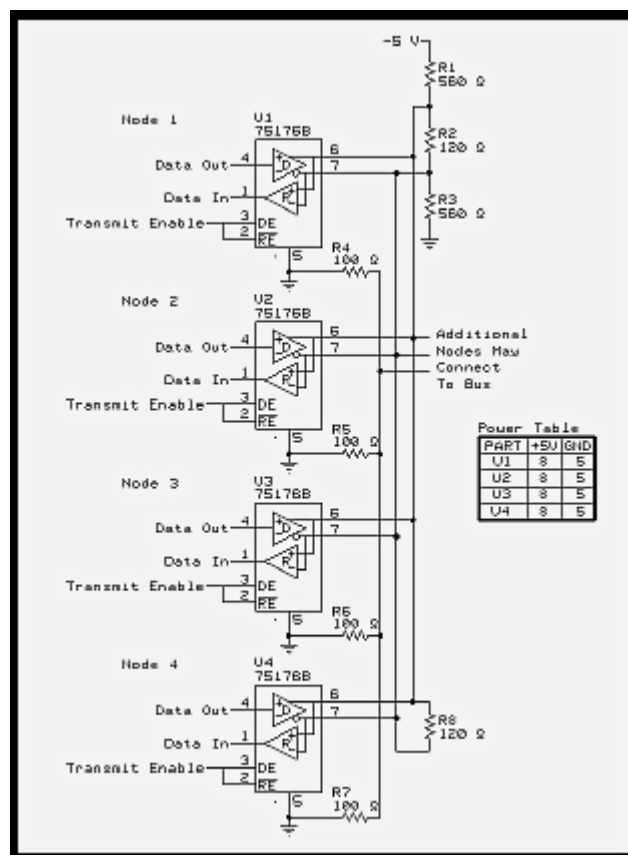 -5 V
R1
560 Ω
Node 1
U1
75176B
R2
120 Ω
Data Out 4
+
D
6
7
Data In 1
R
R3
560 Ω
Transmit Enable 3 DE
2 RE
5
R4
100 Ω
Node 2
U2
75176B
Data Out 4
+
D
6
7
Additional
Nodes May
Connect
To Bux
Data In 1
R
Transmit Enable 3 DE
2 RE
5
R5
100 Ω
Power Table
PART +5V GND
U1 8 5
U2 8 5
U3 8 5
U4 8 5
Node 3
U3
75176B
Data Out 4
+
D
6
7
Data In 1
R
Tranxmit Enable 3 DE
2 RE
5
R6
100 Ω
Node 4
U4
75176B
Data Out 4
+
D
6
7
R8
120 Ω
Data In 1
R
Tranxmit Enable 3 DE
2 RE
5
R7
100 Ω